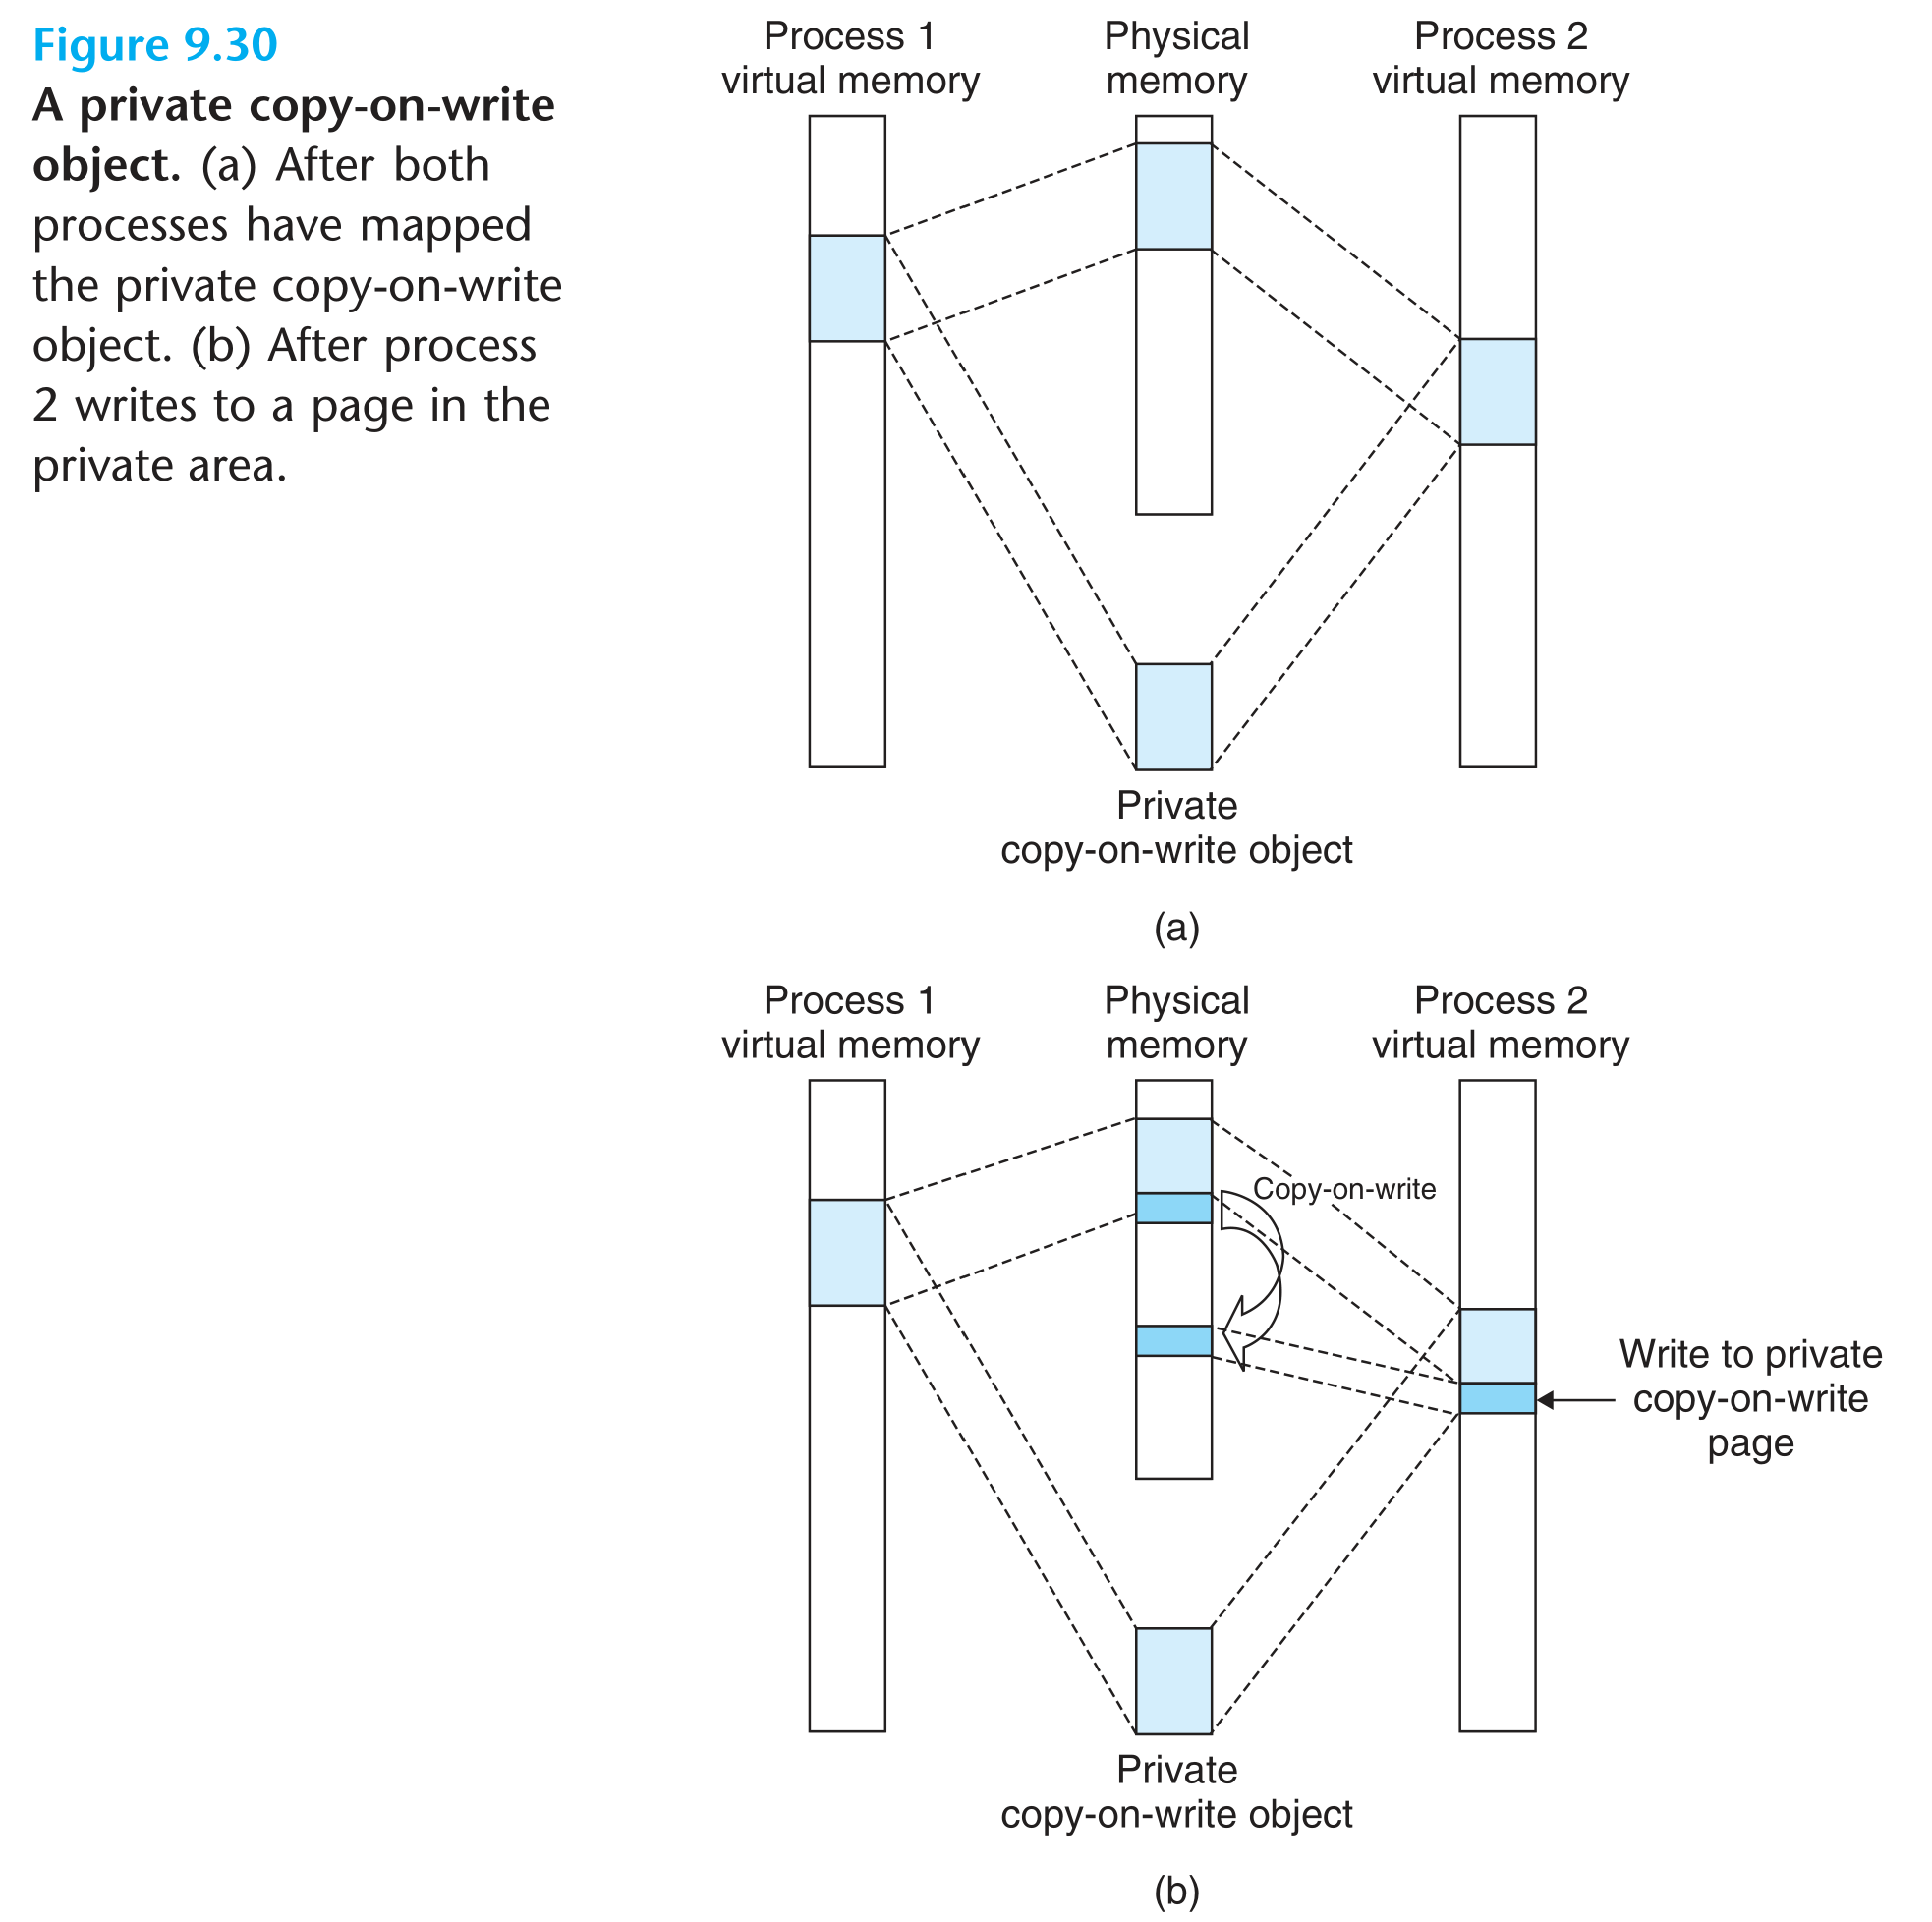 Figure 9.30
A private copy-on-write
object. (a) After both
processes have mapped
the private copy-on-write
object. (b) After process
2 writes to a page in the
private area.
Process 1
virtual memory
Physical
memory
Process 2
virtual memory
Private
copy-on-write object
(a)
Process 1
virtual memory
Physical
memory
Process 2
virtual memory
Copy-on-write
Write to private
copy-on-write
page
Private
copy-on-write object
(b)